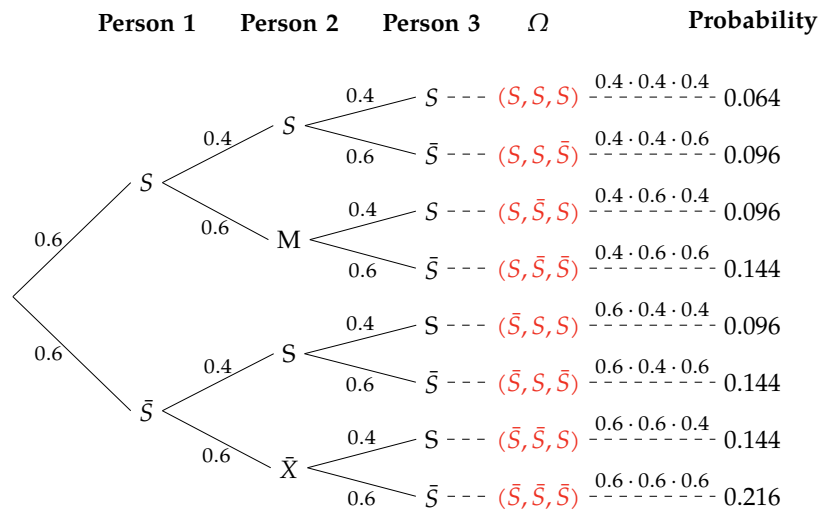 Person 1 Person 2 Person 3 Ω Probability
0.4 S (S, S, S) 0.4 · 0.4 · 0.4 0.064
0.4 S
0.6 S̄ (S, S, S̄) 0.4 · 0.4 · 0.6 0.096
S
0.4 S (S, S̄, S) 0.4 · 0.6 · 0.4 0.096
0.6 0.6 M
0.6 S̄ (S, S̄, S̄) 0.4 · 0.6 · 0.6 0.144
0.4 S (S̄, S, S) 0.6 · 0.4 · 0.4 0.096
0.6 0.4 S
0.6 S̄ (S̄, S, S̄) 0.6 · 0.4 · 0.6 0.144
S̄
0.4 S (S̄, S̄, S) 0.6 · 0.6 · 0.4 0.144
0.6 X̄
0.6 S̄ (S̄, S̄, S̄) 0.6 · 0.6 · 0.6 0.216